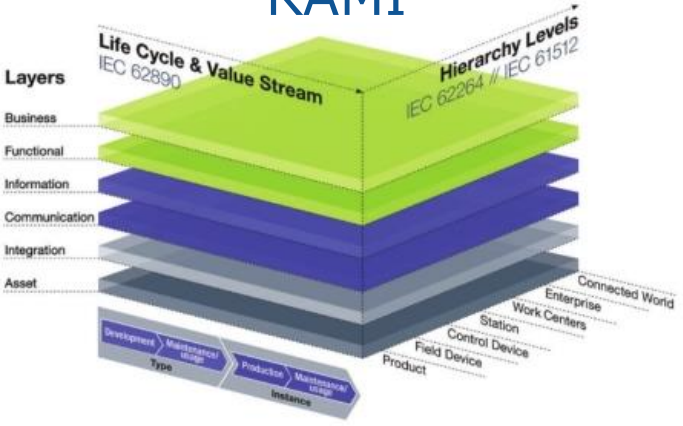 RAMI
Life Cycle & Value Stream
IEC 62890
Hierarchy Levels
IEC 62264 // IEC 61512
Layers
Business
Functional
Information
Communication
Integration
Asset
Connected World
Enterprise
Work Centers
Station
Control Device
Field Device
Product
Development
Maintenance/
usage
Type
Production
Maintenance/
usage
Instance